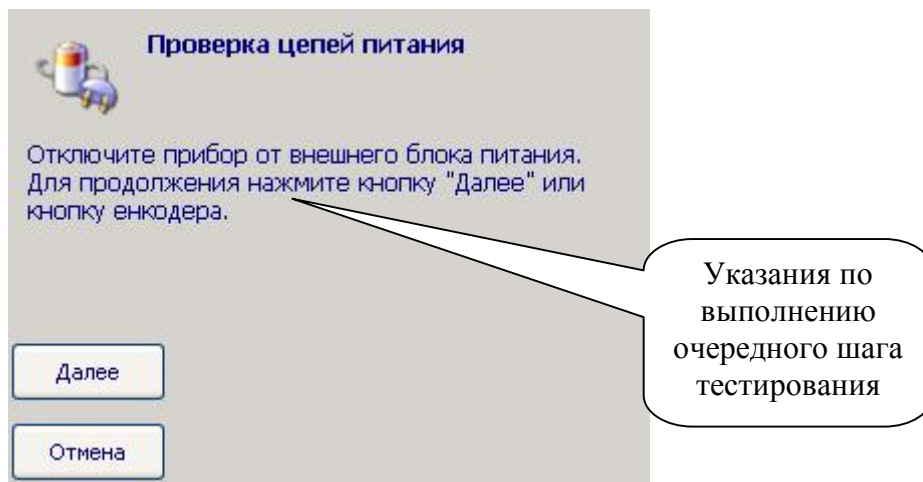 Проверка цепей питания
Отключите прибор от внешнего блока питания.
Для продолжения нажмите кнопку "Далее" или
кнопку енкодера.
Указания по
выполнению
очередного шага
тестирования
Далее
Отмена